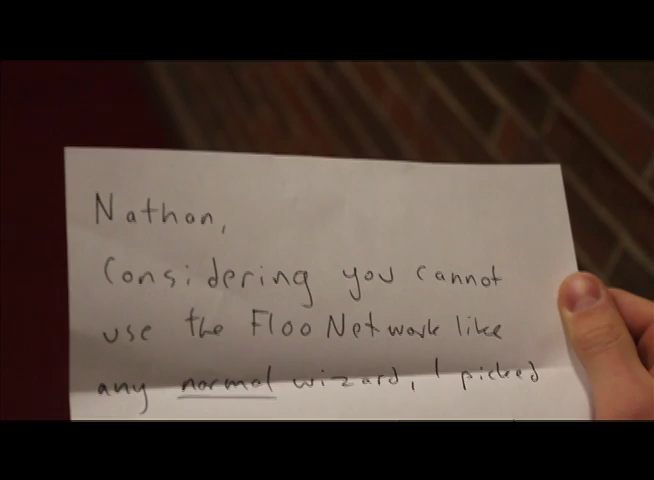 Nathan,
Considering you cannot
use the Floo Network like
any normal wizard, I picked